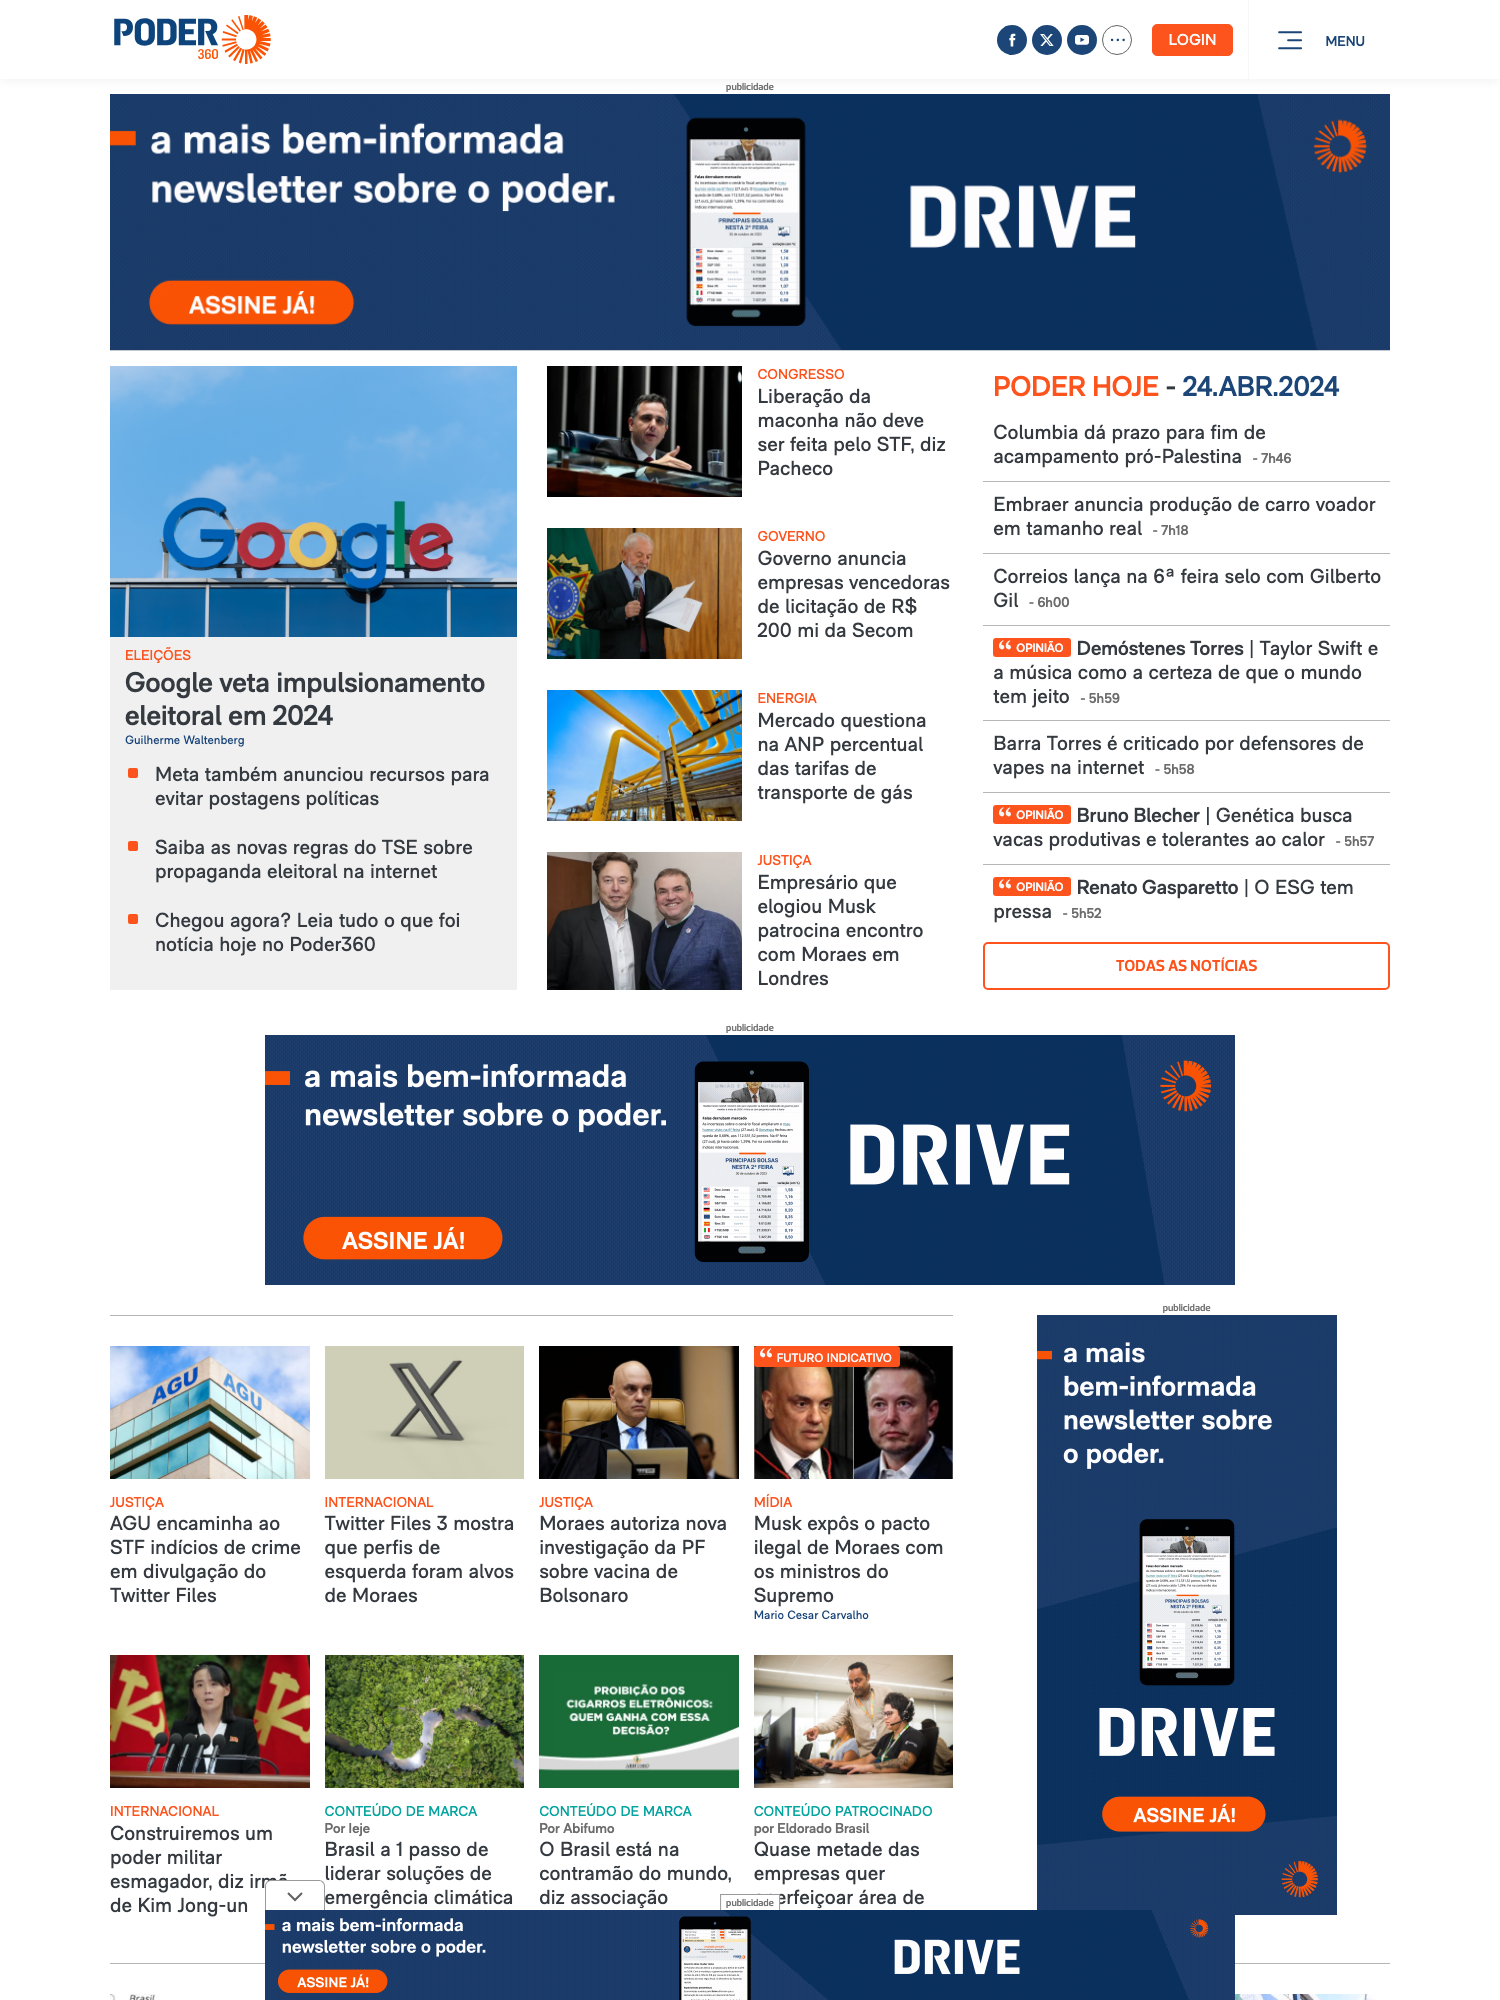 PODER
360
LOGIN
MENU
publicidade
a mais bem-informada
newsletter sobre o poder.
ASSINE JÁ!
DRIVE
Google
ELEIÇÕES
Google veta impulsionamento
eleitoral em 2024
Guilherme Waltenberg
Meta também anunciou recursos para
evitar postagens políticas
Saiba as novas regras do TSE sobre
propaganda eleitoral na internet
Chegou agora? Leia tudo o que foi
notícia hoje no Poder360
CONGRESSO
Liberação da
maconha não deve
ser feita pelo STF, diz
Pacheco
GOVERNO
Governo anuncia
empresas vencedoras
de licitação de R$
200 mi da Secom
ENERGIA
Mercado questiona
na ANP percentual
das tarifas de
transporte de gás
JUSTIÇA
Empresário que
elogiou Musk
patrocina encontro
com Moraes em
Londres
PODER HOJE - 24.ABR.2024
Columbia dá prazo para fim de
acampamento pró-Palestina - 7h46
Embraer anuncia produção de carro voador
em tamanho real - 7h18
Correios lança na 6ª feira selo com Gilberto
Gil - 6h00
“ OPINIÃO Demóstenes Torres | Taylor Swift e
a música como a certeza de que o mundo
tem jeito - 5h59
Barra Torres é criticado por defensores de
vapes na internet - 5h58
“ OPINIÃO Bruno Blecher | Genética busca
vacas produtivas e tolerantes ao calor - 5h57
“ OPINIÃO Renato Gasparetto | O ESG tem
pressa - 5h52
TODAS AS NOTÍCIAS
publicidade
a mais bem-informada
newsletter sobre o poder.
PRINCIPAIS BOLSAS
NESTA 2ª FEIRA
ASSINE JÁ!
DRIVE
AGU AGU
JUSTIÇA
AGU encaminha ao
STF indícios de crime
em divulgação do
Twitter Files
INTERNACIONAL
Twitter Files 3 mostra
que perfis de
esquerda foram alvos
de Moraes
JUSTIÇA
Moraes autoriza nova
investigação da PF
sobre vacina de
Bolsonaro
“ FUTURO INDICATIVO
MÍDIA
Musk expôs o pacto
ilegal de Moraes com
os ministros do
Supremo
Mario Cesar Carvalho
publicidade
a mais
bem-informada
newsletter sobre
o poder.
DRIVE
ASSINE JÁ!
INTERNACIONAL
Construiremos um
poder militar
esmagador, diz irmã
de Kim Jong-un
CONTEÚDO DE MARCA
Por Ieje
Brasil a 1 passo de
liderar soluções de
emergência climática
PROIBIÇÃO DOS
CIGARROS ELETRÔNICOS:
QUEM GANHA COM ESSA
DECISÃO?
CONTEÚDO DE MARCA
Por Abifumo
O Brasil está na
contramão do mundo,
diz associação
CONTEÚDO PATROCINADO
por Eldorado Brasil
Quase metade das
empresas quer
aperfeiçoar área de
publicidade
a mais bem-informada
newsletter sobre o poder.
ASSINE JÁ!
DRIVE
Brasil